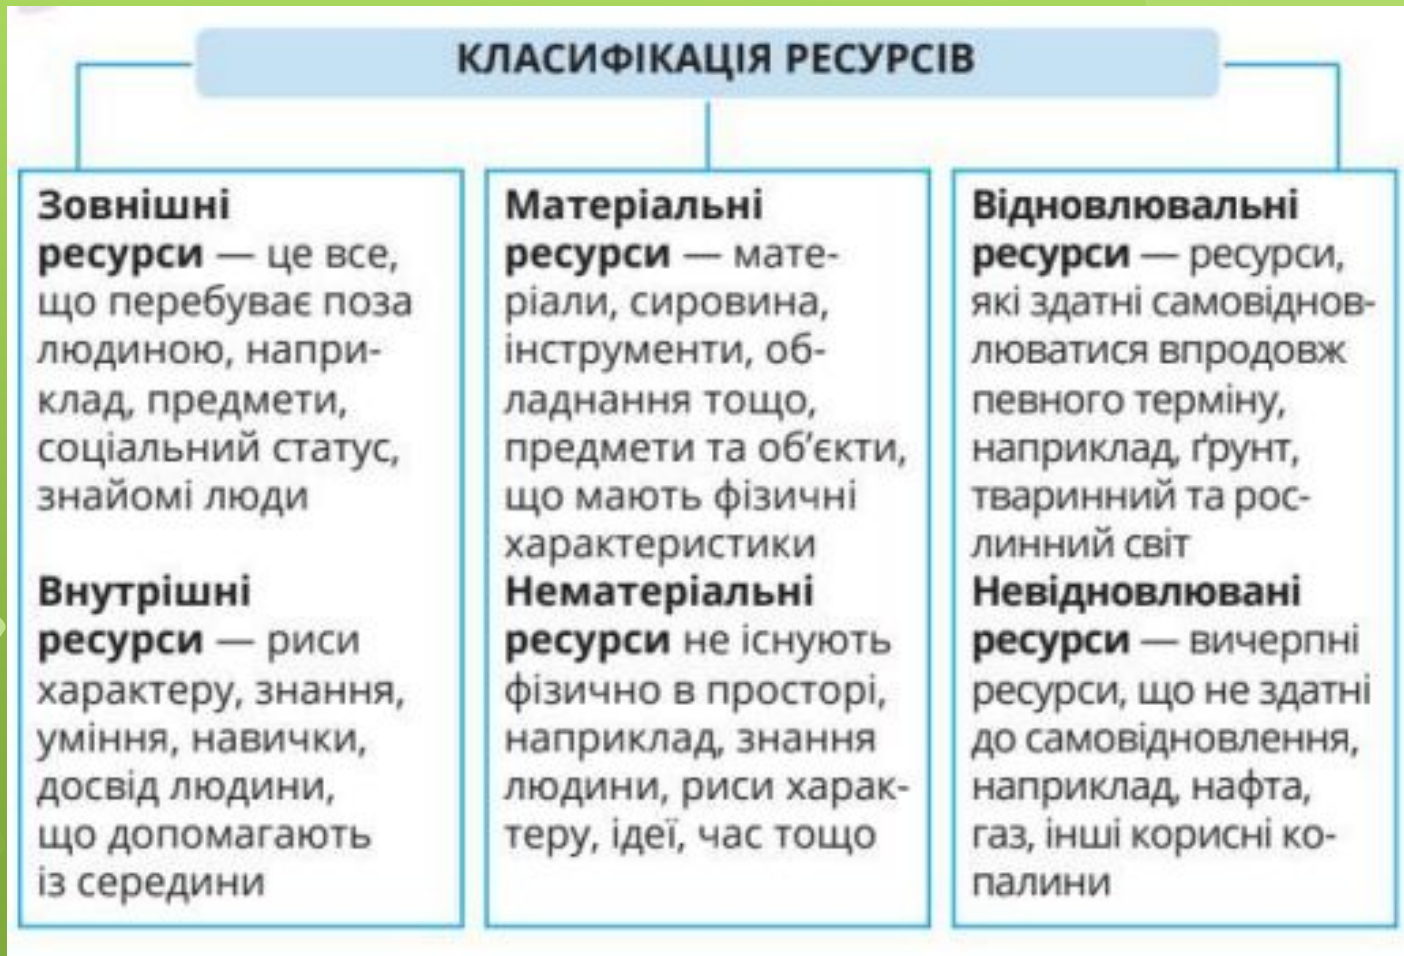 КЛАСИФІКАЦІЯ РЕСУРСІВ
Зовнішні
ресурси — це все,
що перебуває поза
людиною, напри-
клад, предмети,
соціальний статус,
знайомі люди
Внутрішні
ресурси — риси
характеру, знання,
уміння, навички,
досвід людини,
що допомагають
із середини
Матеріальні
ресурси — мате-
ріали, сировина,
інструменти, об-
ладнання тощо,
предмети та об’єкти,
що мають фізичні
характеристики
Нематеріальні
ресурси не існують
фізично в просторі,
наприклад, знання
людини, риси харак-
теру, ідеї, час тощо
Відновлювальні
ресурси — ресурси,
які здатні самовіднов-
люватися впродовж
певного терміну,
наприклад, ґрунт,
тваринний та рос-
линний світ
Невідновлювані
ресурси — вичерпні
ресурси, що не здатні
до самовідновлення,
наприклад, нафта,
газ, інші корисні ко-
палини